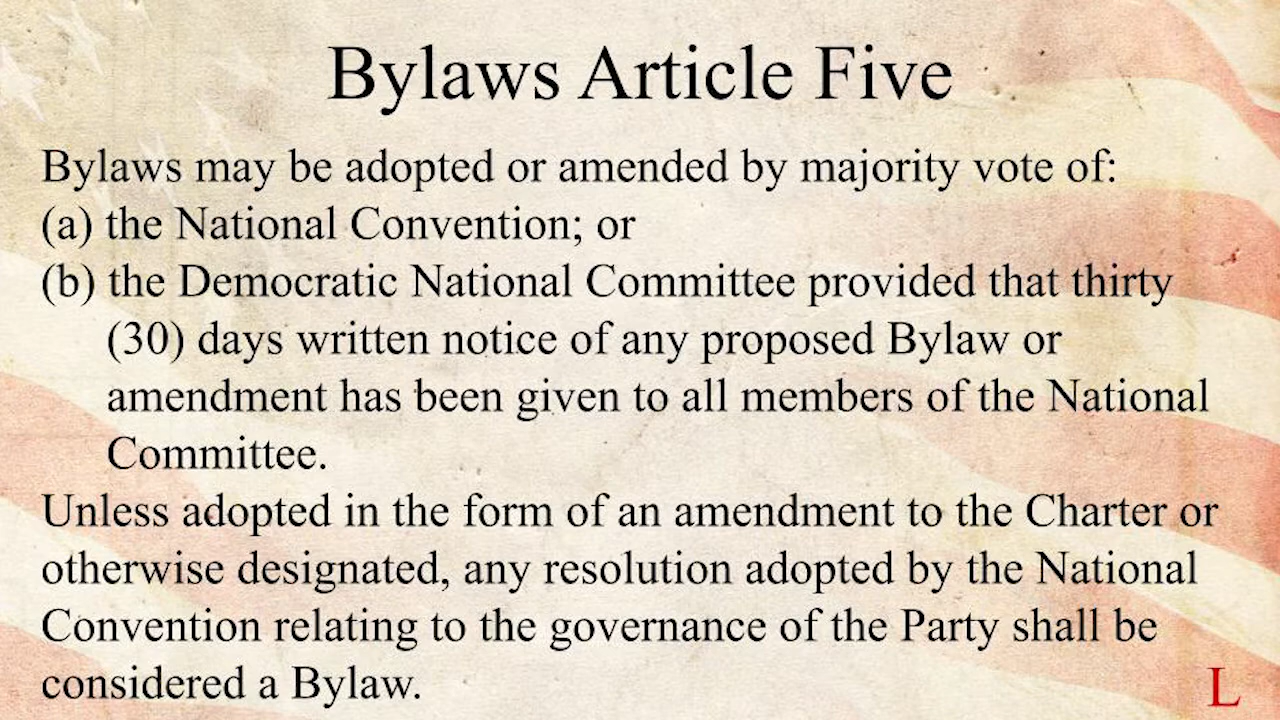 Bylaws Article Five
Bylaws may be adopted or amended by majority vote of:
(a) the National Convention; or
(b) the Democratic National Committee provided that thirty
(30) days written notice of any proposed Bylaw or
amendment has been given to all members of the National
Committee.
Unless adopted in the form of an amendment to the Charter or
otherwise designated, any resolution adopted by the National
Convention relating to the governance of the Party shall be
considered a Bylaw.
L